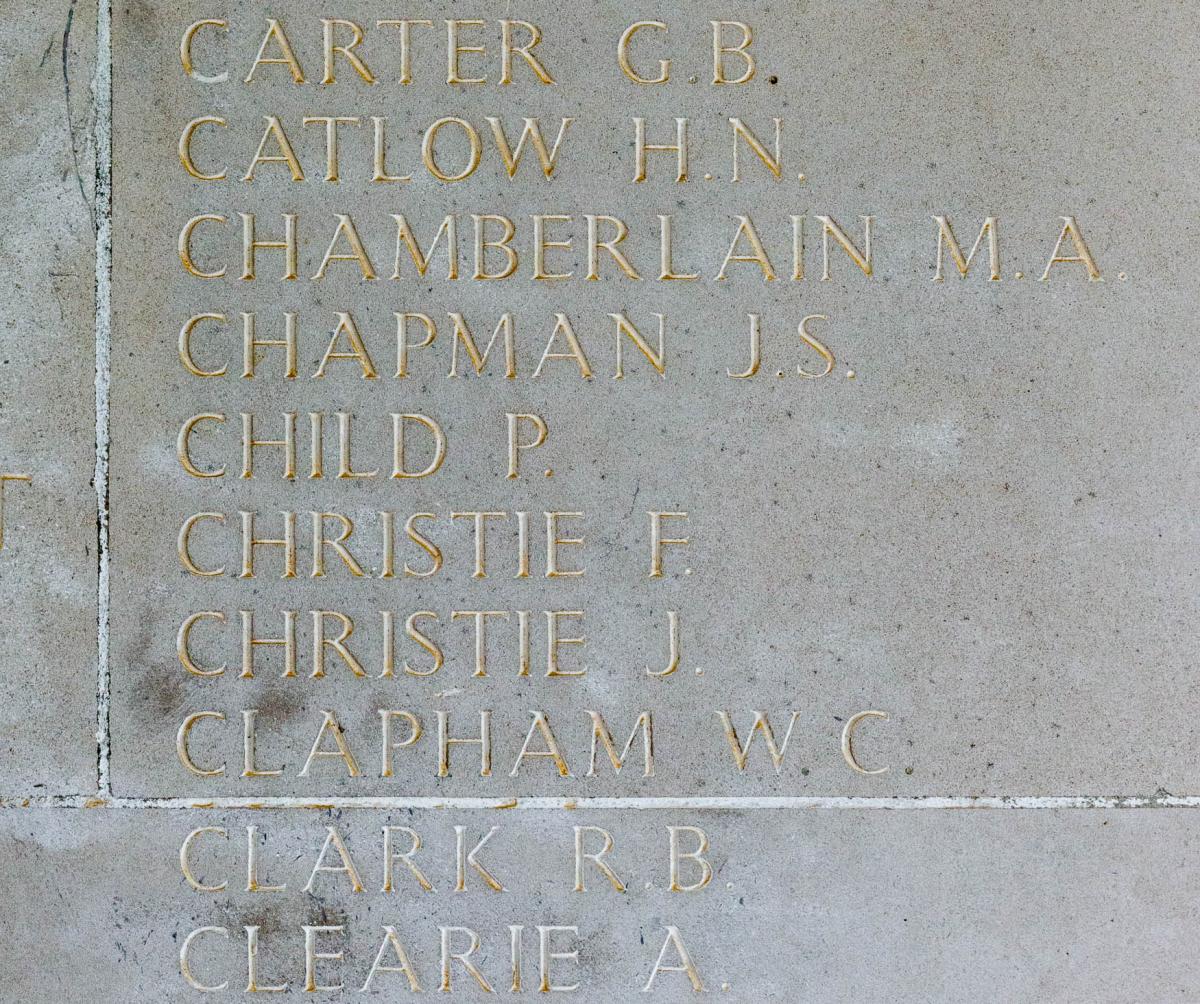 CARTER G.B.
CATLOW H.N.
CHAMBERLAIN M.A.
CHAPMAN J.S.
CHILD P.
CHRISTIE F.
CHRISTIE J.
CLAPHAM W C.
CLARK R.B.
CLEARIE A.